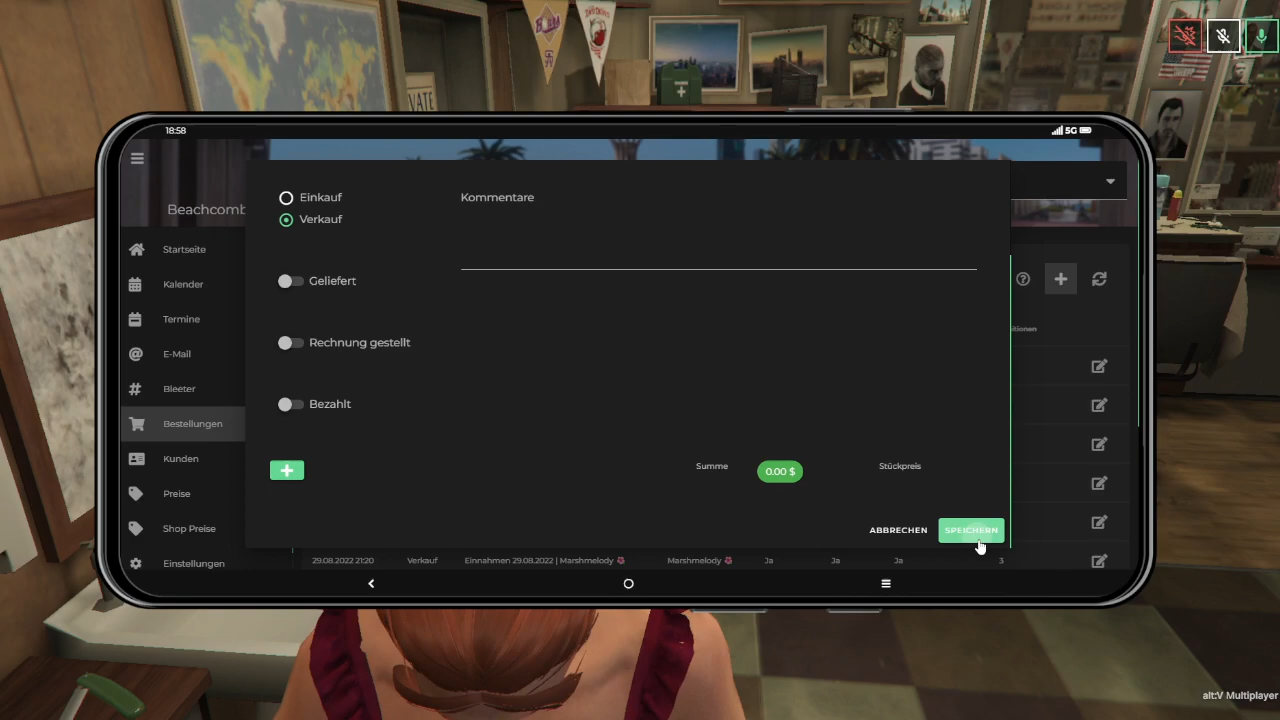 VATE
18:58
5G
Beachcomb
Einkauf
Verkauf
Kommentare
Startseite
Kalender
Geliefert
Termine
E-Mail
Rechnung gestellt
Bleeter
Bezahlt
Bestellungen
Kunden
Summe
0.00 $
Stückpreis
Preise
Shop Preise
ABBRECHEN
SPEICHERN
Einstellungen
29.08.2022 21:20 Verkauf Einnahmen 29.08.2022 | Marshmelody Marshmelody Ja Ja Ja 3
alt:V Multiplayer